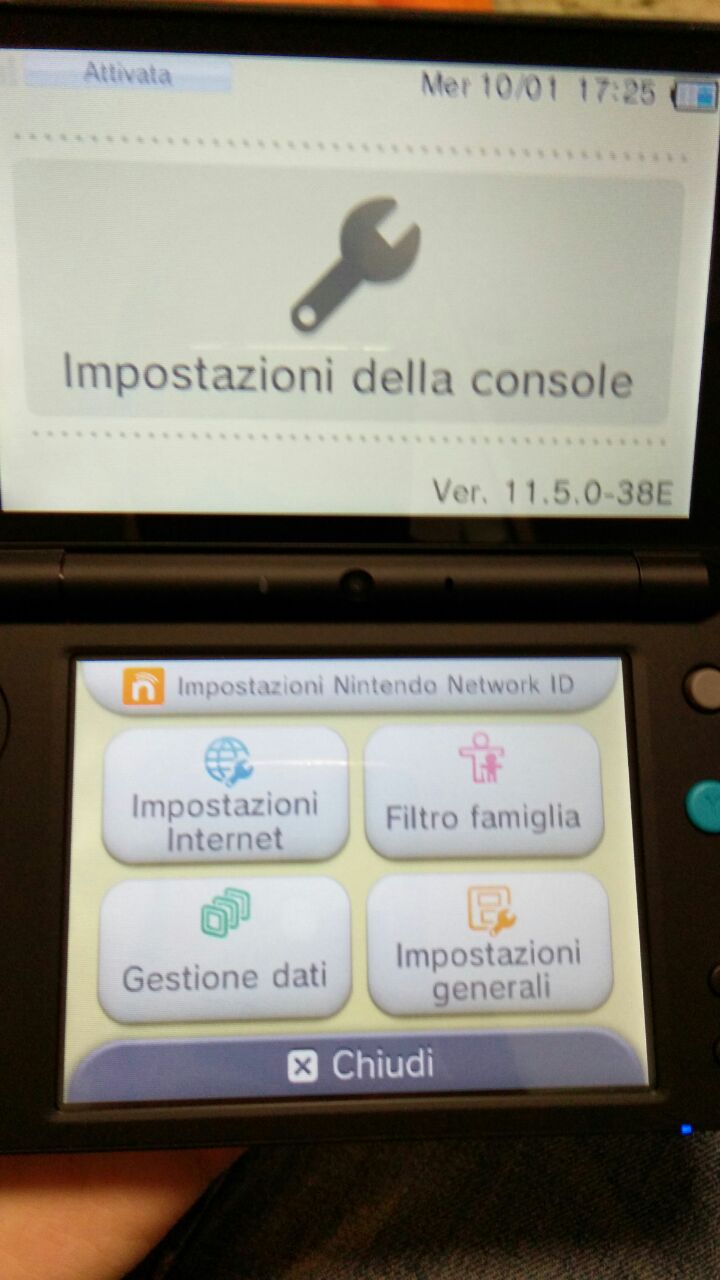 Attivata
Mer 10/01 17:25
Impostazioni della console
Ver. 11.5.0-38E
Impostazioni Nintendo Network ID
Impostazioni
Internet
Filtro famiglia
Gestione dati
Impostazioni
generali
X Chiudi